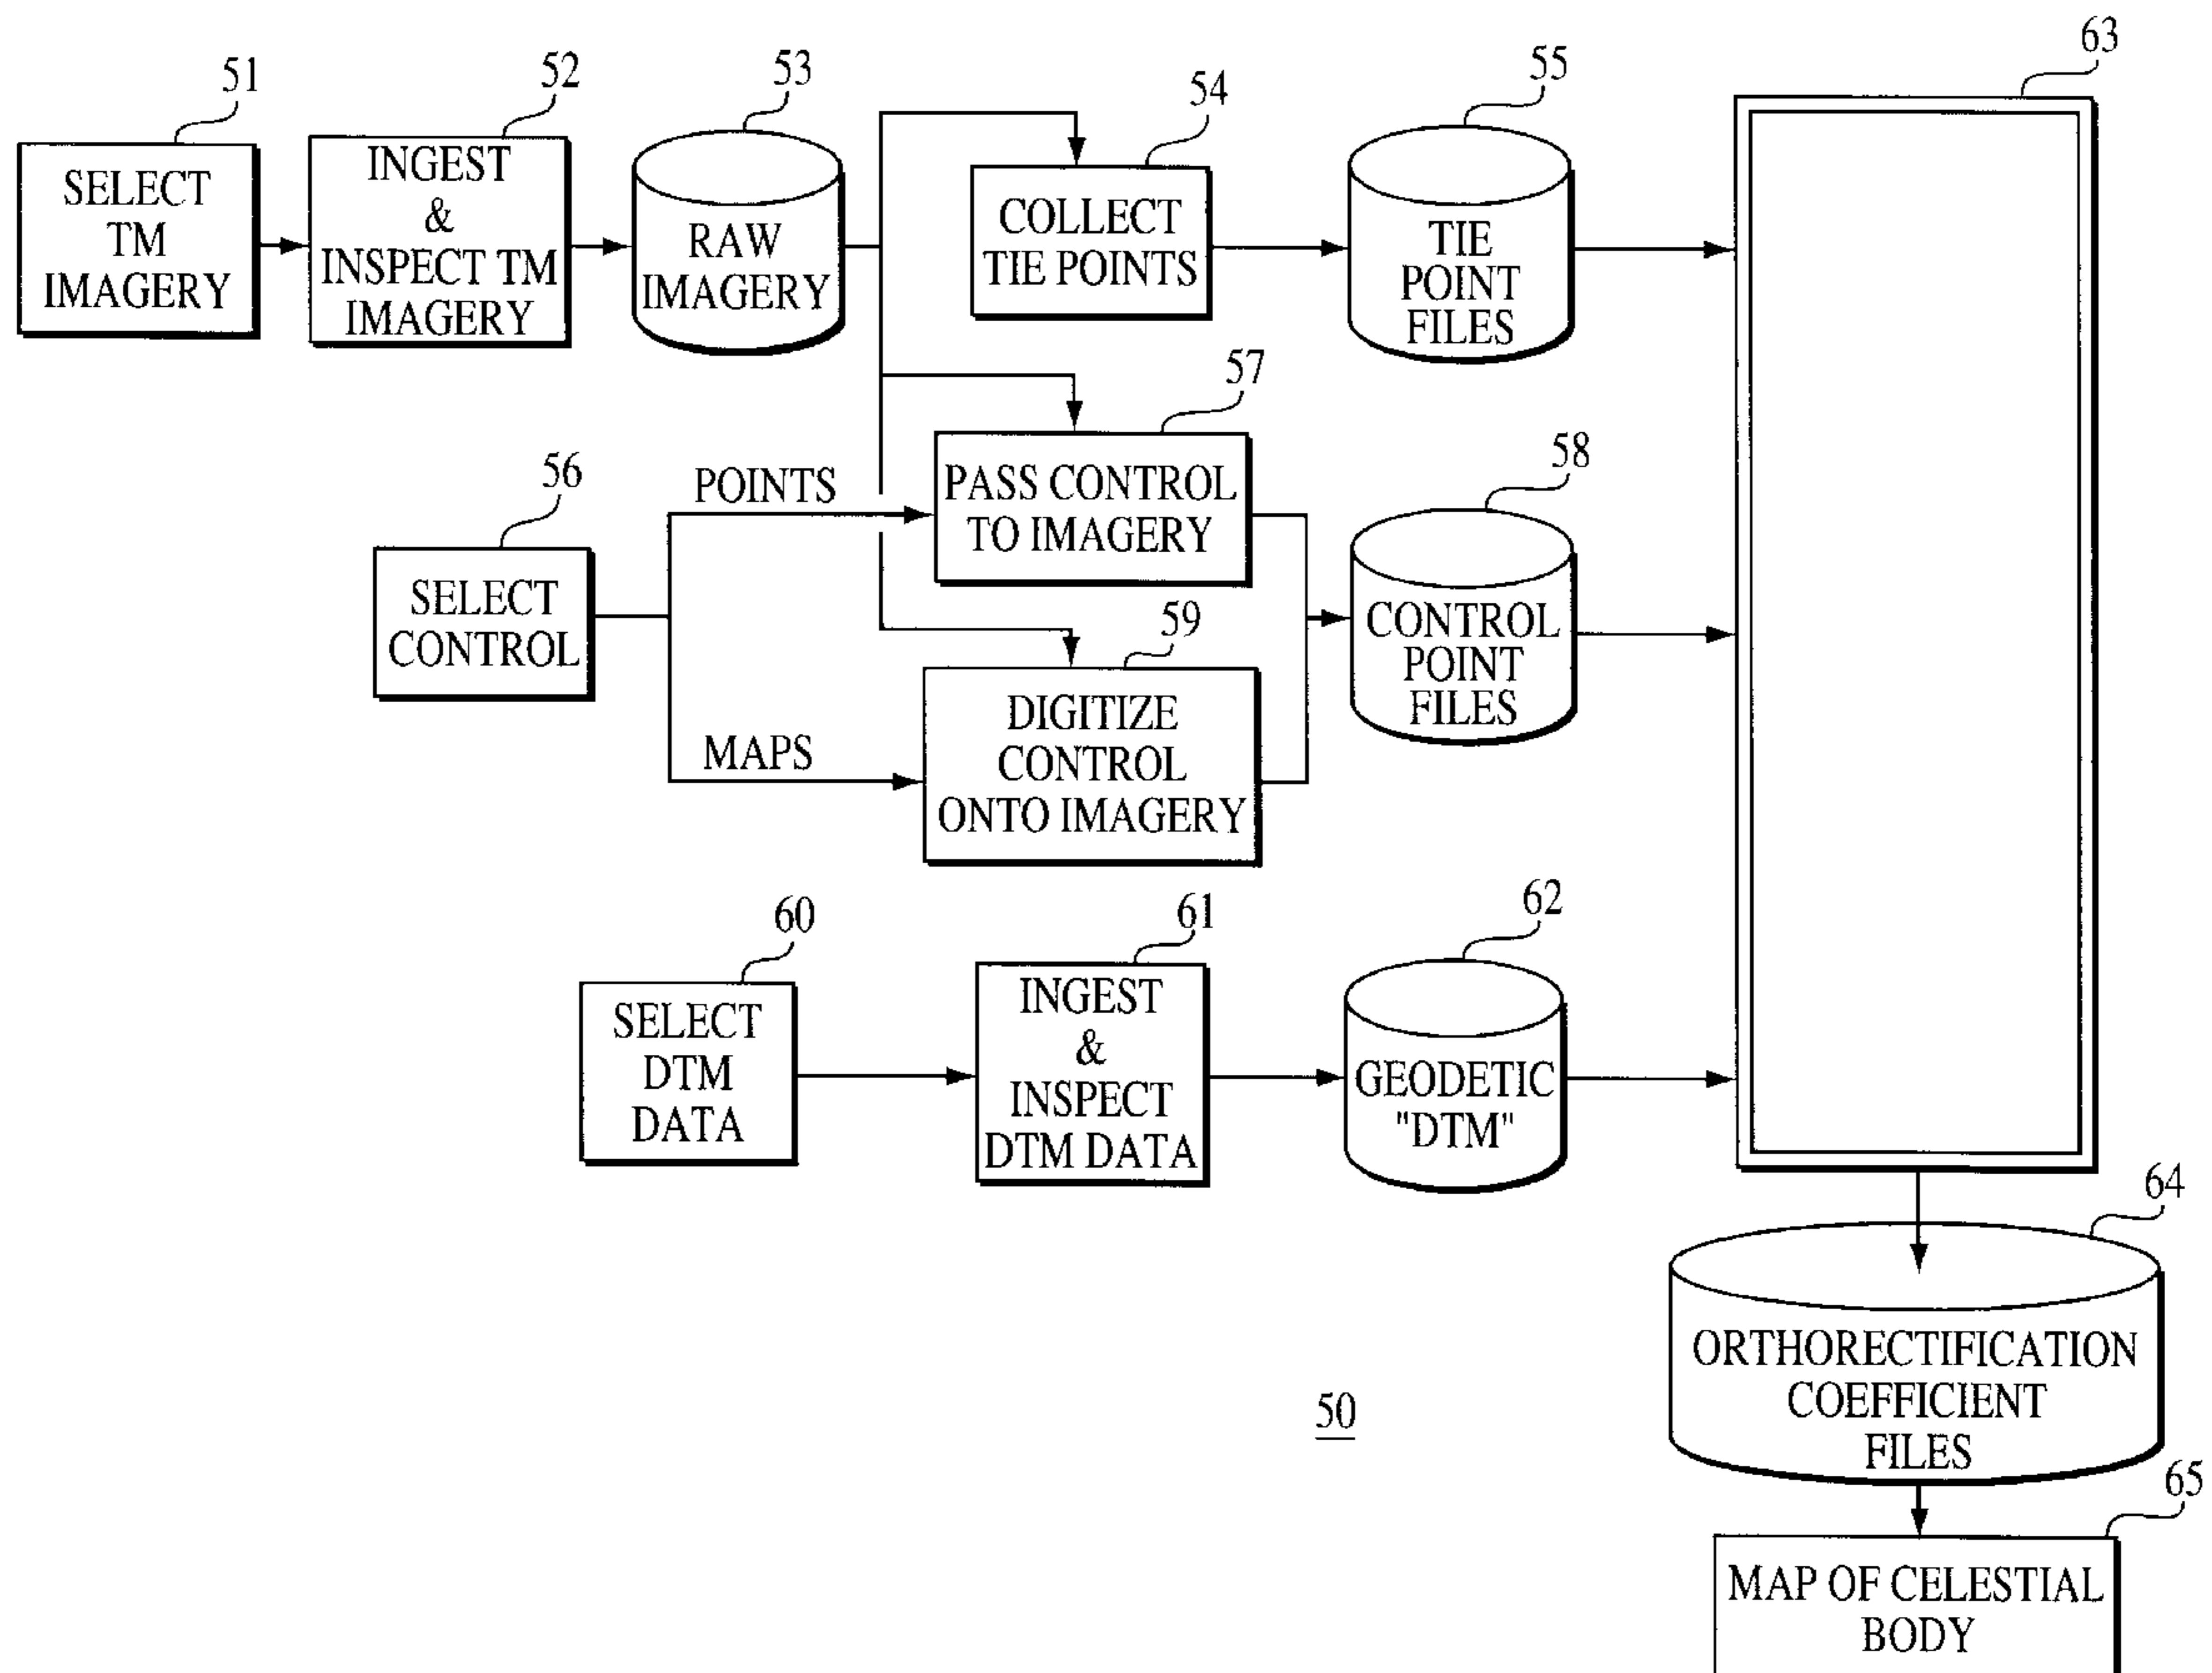 51
SELECT
TM
IMAGERY
52
INGEST
&
INSPECT TM
IMAGERY
53
RAW
IMAGERY
54
COLLECT
TIE POINTS
55
TIE
POINT
FILES
63
56
SELECT
CONTROL
POINTS
MAPS
57
PASS CONTROL
TO IMAGERY
58
CONTROL
POINT
FILES
59
DIGITIZE
CONTROL
ONTO IMAGERY
60
SELECT
DTM
DATA
61
INGEST
&
INSPECT
DTM DATA
62
GEODETIC
"DTM"
64
ORTHORECTIFICATION
COEFFICIENT
FILES
50
65
MAP OF CELESTIAL
BODY